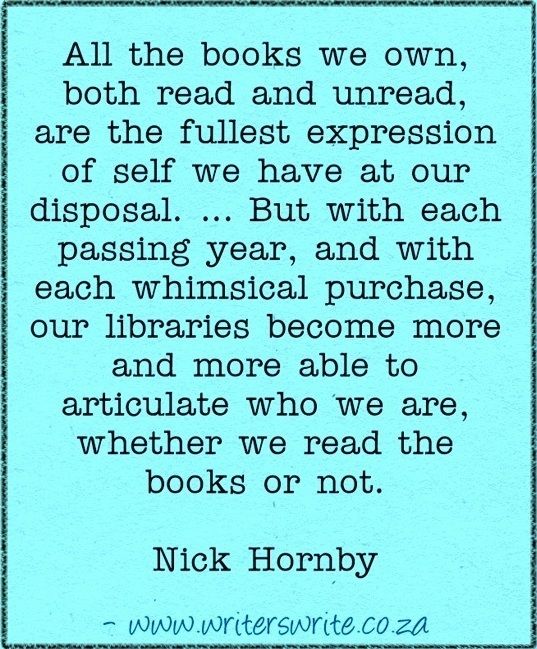 All the books we own,
both read and unread,
are the fullest expression
of self we have at our
disposal. ... But with each
passing year, and with
each whimsical purchase,
our libraries become more
and more able to
articulate who we are,
whether we read the
books or not.
Nick Hornby
- www.writerswrite.co.za